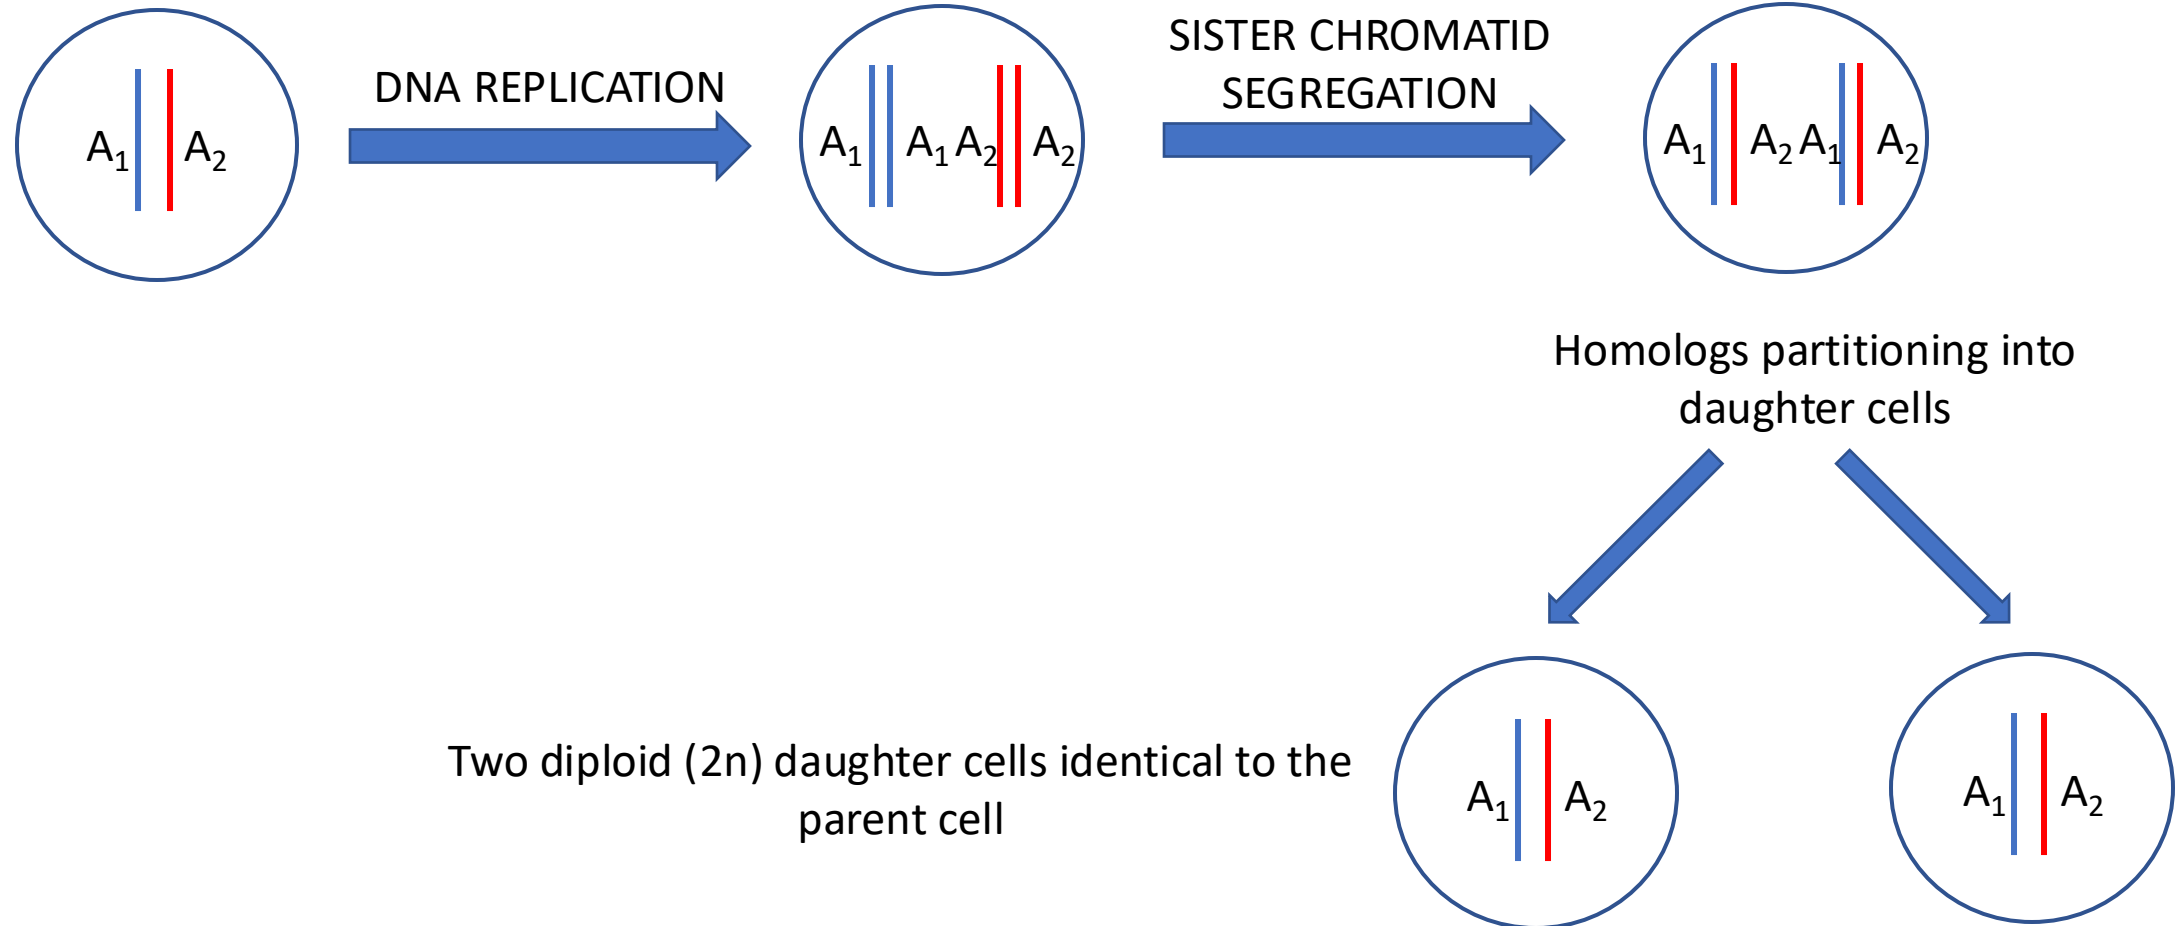 A₁ A₂
DNA REPLICATION
A₁ A₁ A₂ A₂
SISTER CHROMATID
SEGREGATION
A₁ A₂ A₁ A₂
Homologs partitioning into
daughter cells
Two diploid (2n) daughter cells identical to the
parent cell
A₁ A₂
A₁ A₂